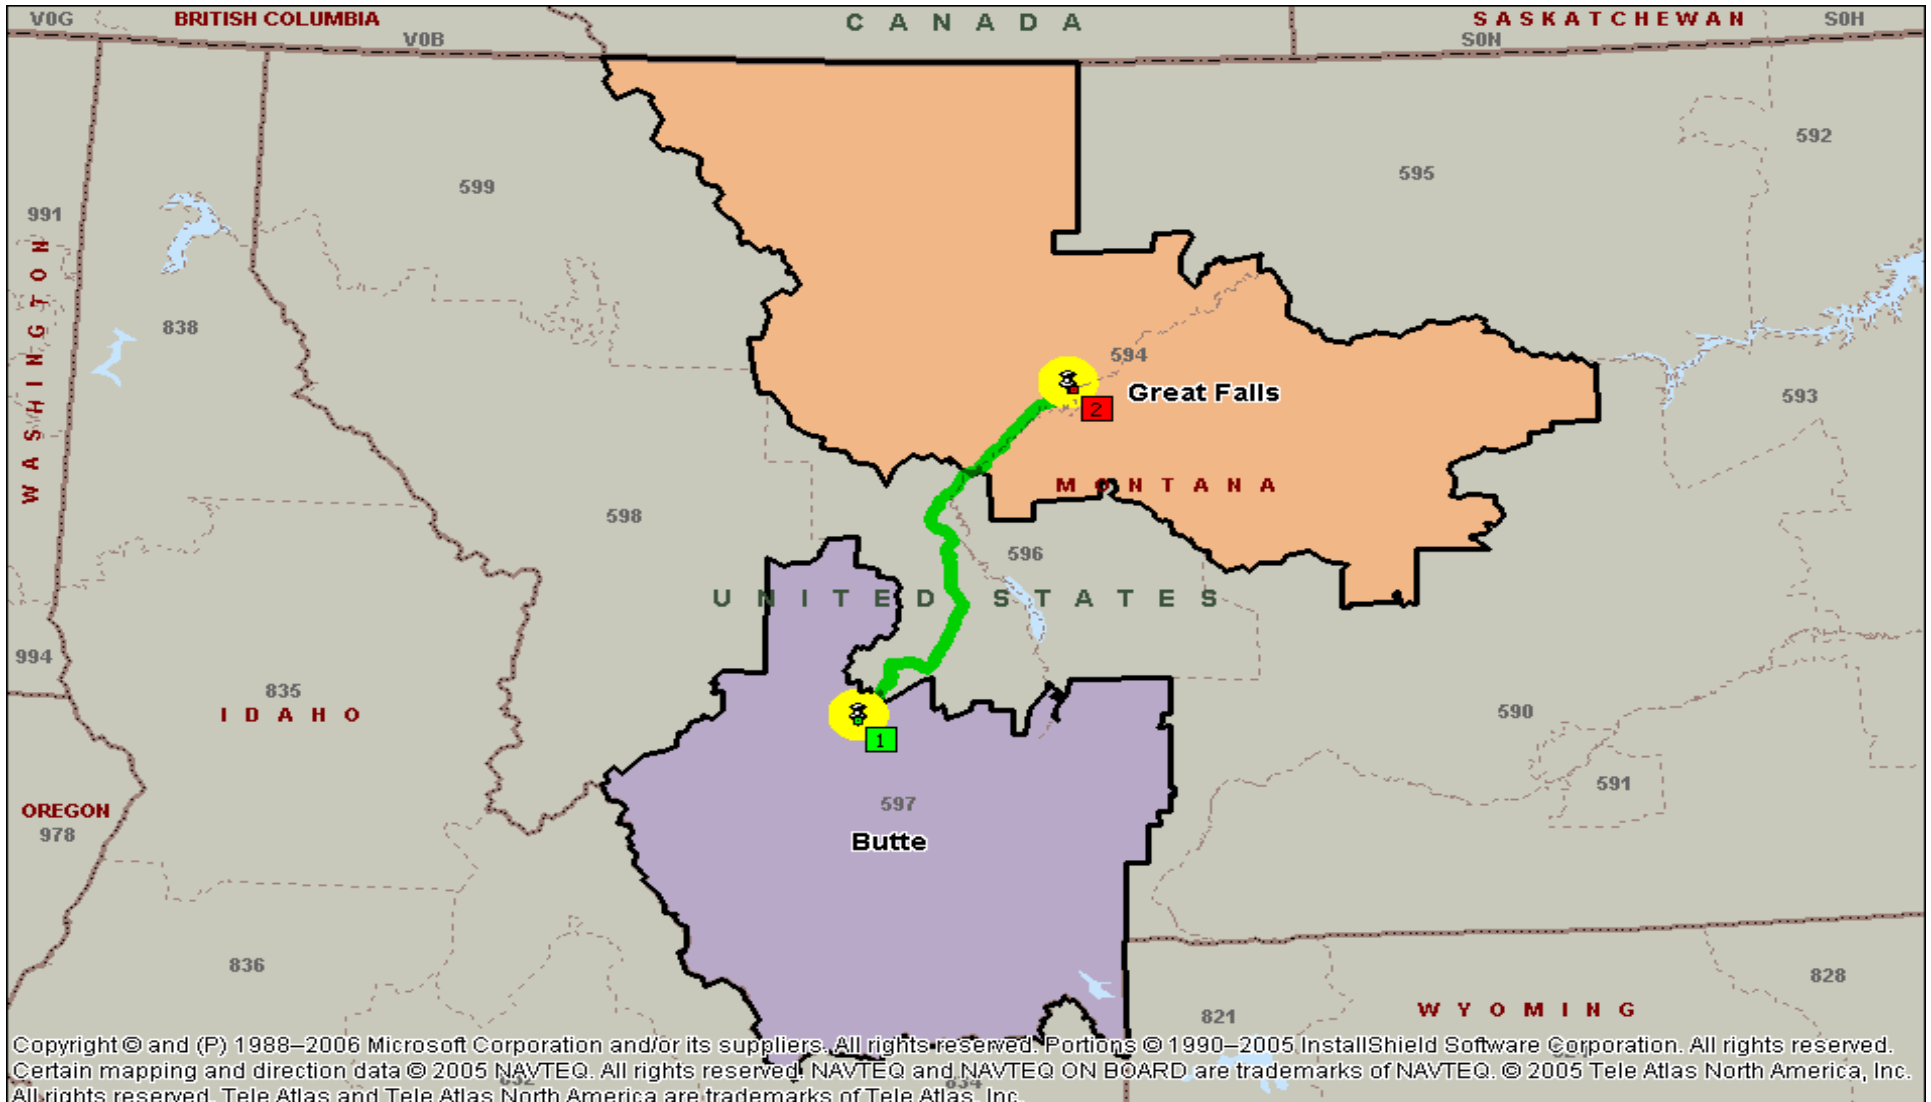 V0G
BRITISH COLUMBIA
CANADA
SASKATCHEWAN
S0H
V0B
S0N
592
595
599
991
WASHINGTON
838
594
Great Falls
2
593
MONTANA
598
596
UNITED STATES
994
835
IDAHO
590
1
591
597
OREGON
978
Butte
836
828
WYOMING
821
Copyright © and (P) 1988–2006 Microsoft Corporation and/or its suppliers. All rights reserved. Portions © 1990–2005 InstallShield Software Corporation. All rights reserved.
Certain mapping and direction data © 2005 NAVTEQ. All rights reserved. NAVTEQ and NAVTEQ ON BOARD are trademarks of NAVTEQ. © 2005 Tele Atlas North America, Inc.
832
834
All rights reserved. Tele Atlas and Tele Atlas North America are trademarks of Tele Atlas, Inc.